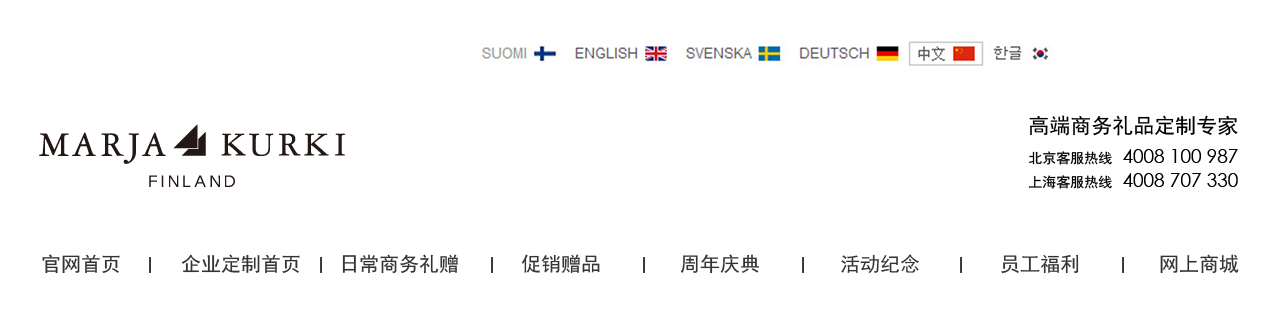 SUOMI ENGLISH SVENSKA DEUTSCH 中文 한글
MARJA KURKI
FINLAND
高端商务礼品定制专家
北京客服热线 4008 100 987
上海客服热线 4008 707 330
官网首页 | 企业定制首页 | 日常商务礼赠 | 促销赠品 | 周年庆典 | 活动纪念 | 员工福利 | 网上商城